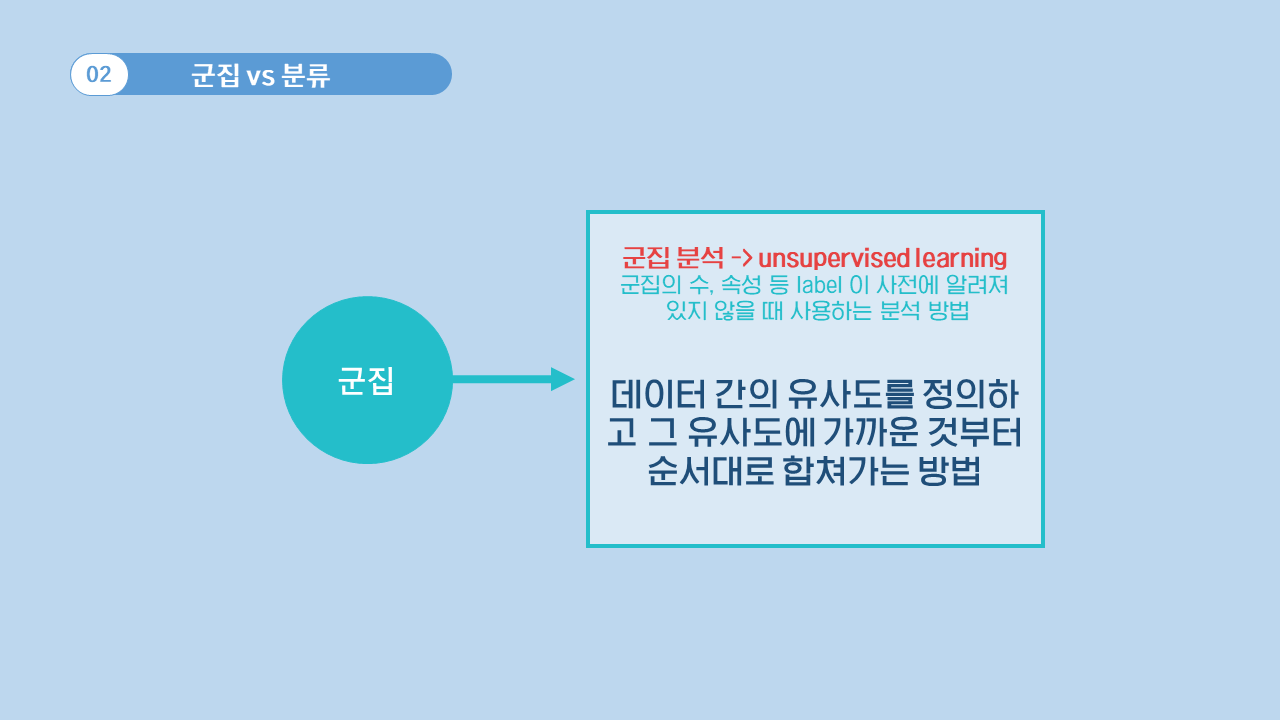 02
군집 vs 분류
군집
군집 분석 -> unsupervised learning
군집의 수, 속성 등 label 이 사전에 알려져
있지 않을 때 사용하는 분석 방법
데이터 간의 유사도를 정의하
고 그 유사도에 가까운 것부터
순서대로 합쳐가는 방법